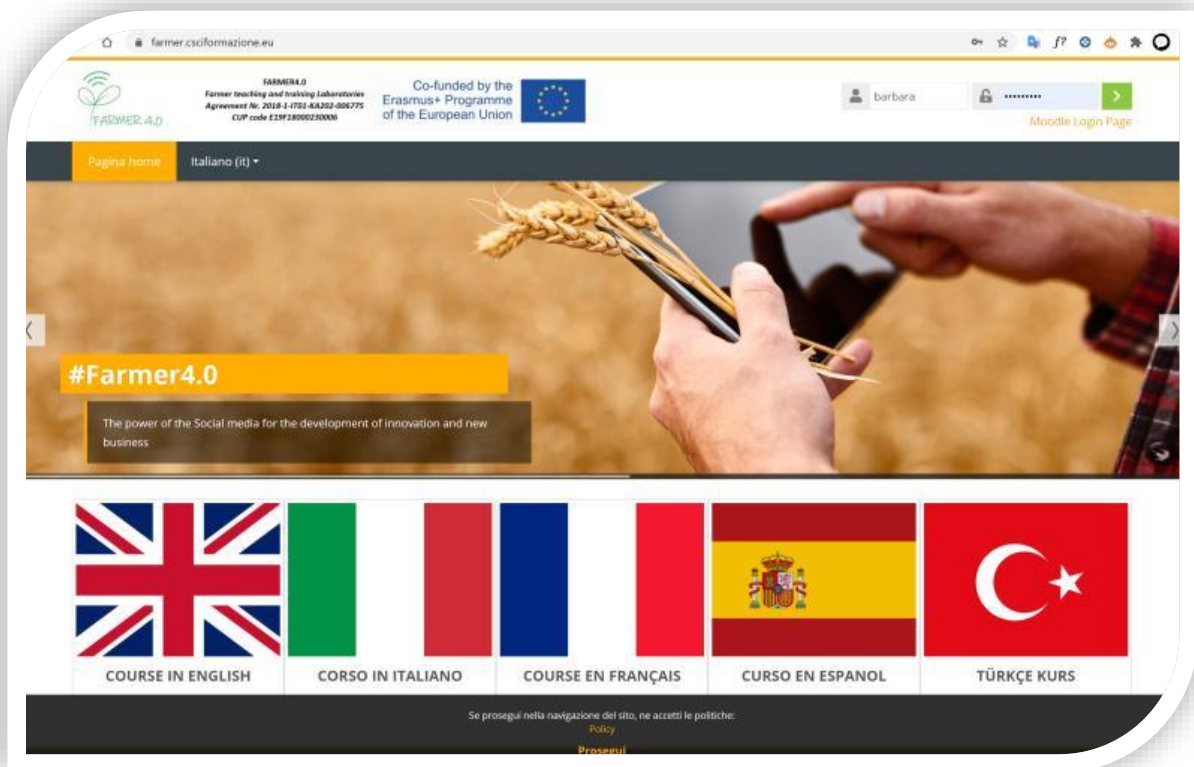 farmer.csciformazione.eu
f?
FARMER 4.0
FARMER4.0
Farmer teaching and training Laboratories
Agreement Nr. 2018-1-IT01-KA202-006775
CUP code E19F18000230006
Co-funded by the
Erasmus+ Programme
of the European Union
barbara
Moodle Login Page
Pagina home
Italiano (it)
#Farmer4.0
The power of the Social media for the development of innovation and new
business
COURSE IN ENGLISH
CORSO IN ITALIANO
COURSE EN FRANÇAIS
CURSO EN ESPANOL
TÜRKÇE KURS
Se prosegui nella navigazione del sito, ne accetti le politiche:
Policy
Prosegui